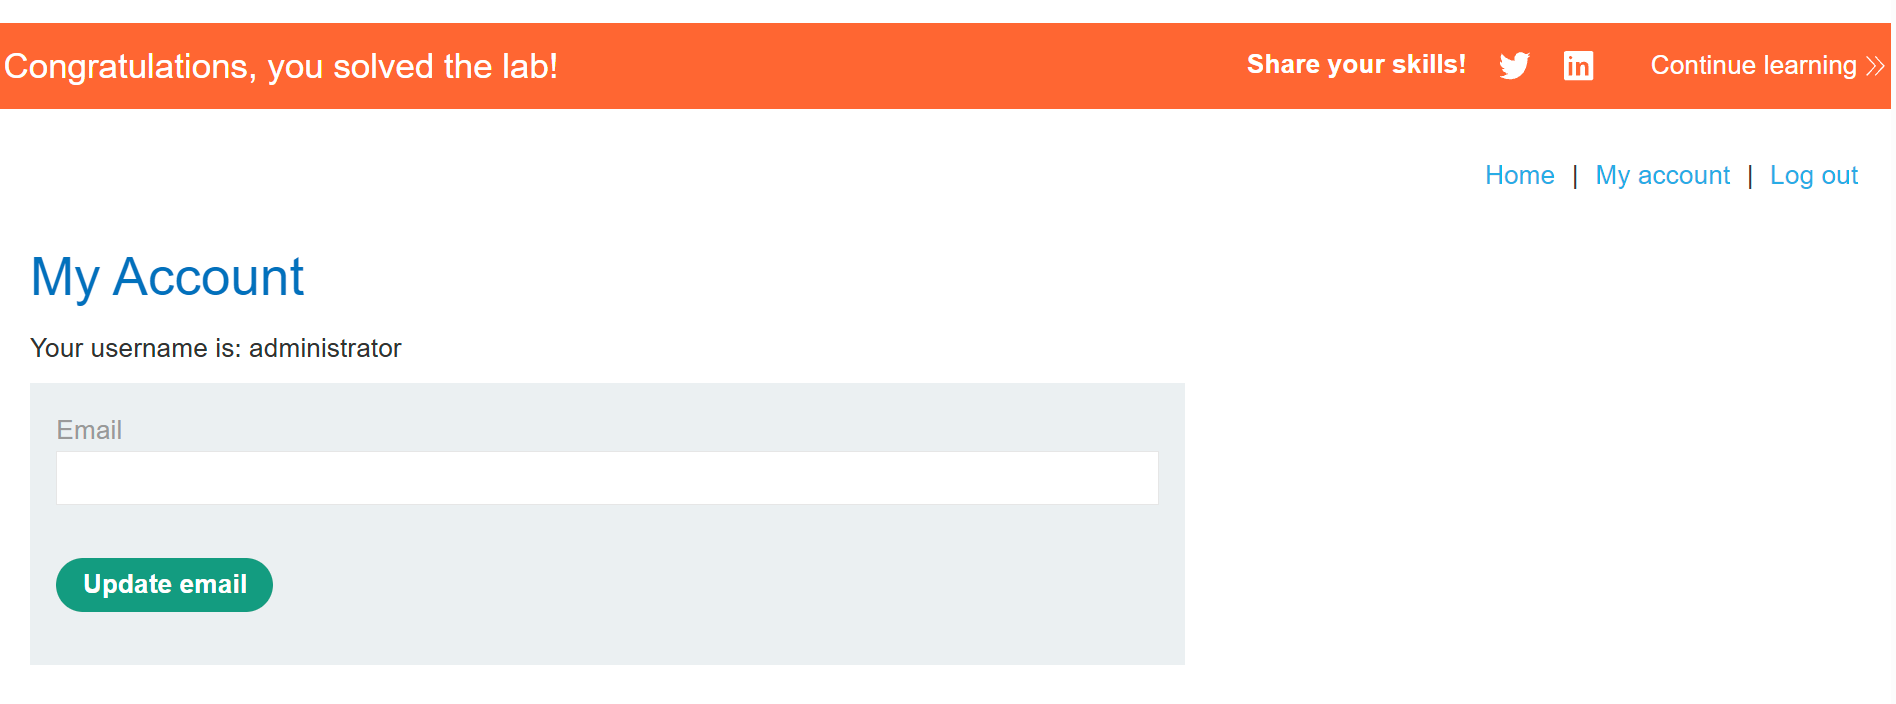 Congratulations, you solved the lab!
Share your skills! Continue learning
Home | My account | Log out
My Account
Your username is: administrator
Email
Update email